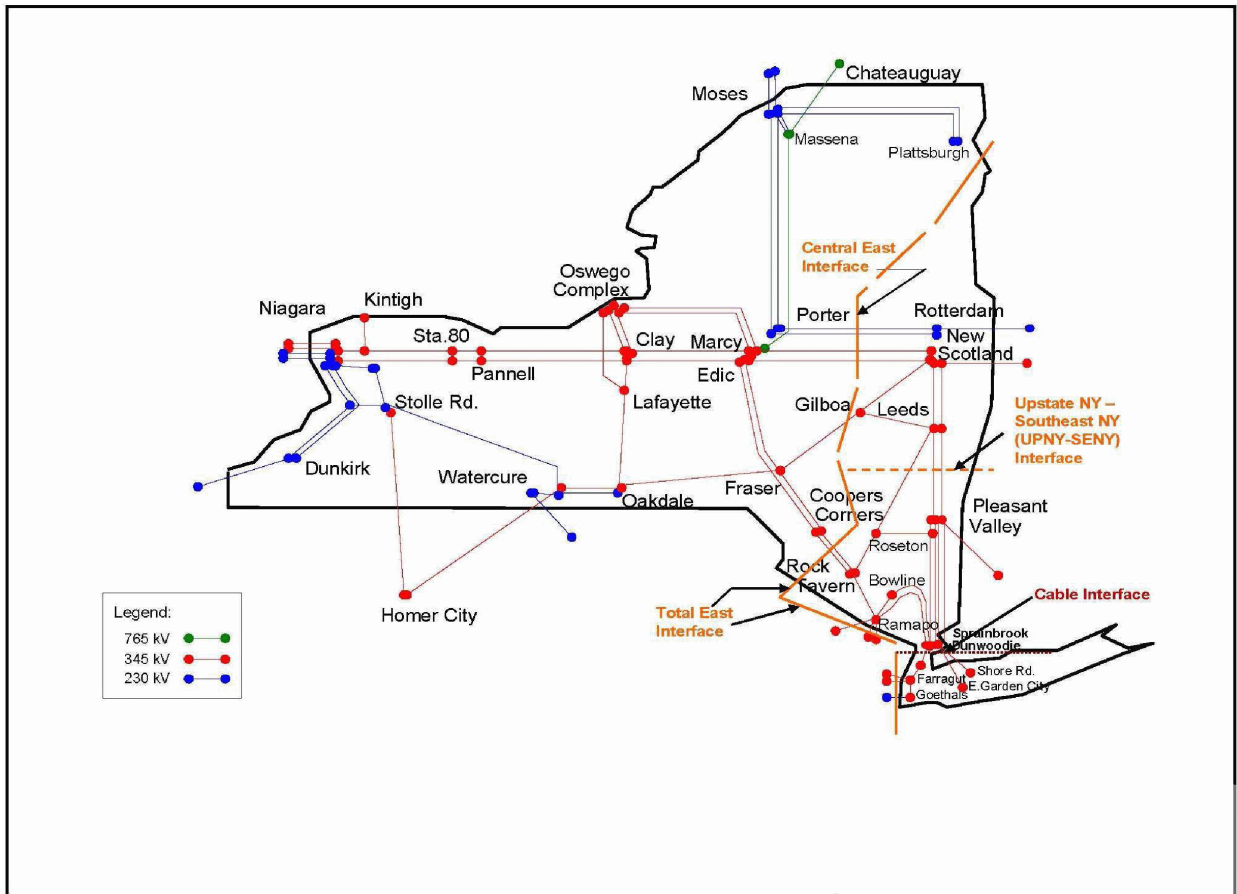 Chateauguay
Moses
Massena
Plattsburgh
Central East
Interface
Oswego
Complex
Niagara
Kintigh
Porter
Rotterdam
Sta.80
Clay
Marcy
New
Scotland
Pannell
Edic
Stolle Rd.
Lafayette
Gilboa
Leeds
Upstate NY –
Southeast NY
(UPNY-SENY)
Interface
Dunkirk
Watercure
Oakdale
Fraser
Coopers
Corners
Pleasant
Valley
Roseton
Rock
Tavern
Bowline
Homer City
Total East
Interface
Cable Interface
Ramapo
Sprainbrook
Dunwoodie
Shore Rd.
Farragut
E.Garden City
Goethals
Legend:
765 kV
345 kV
230 kV